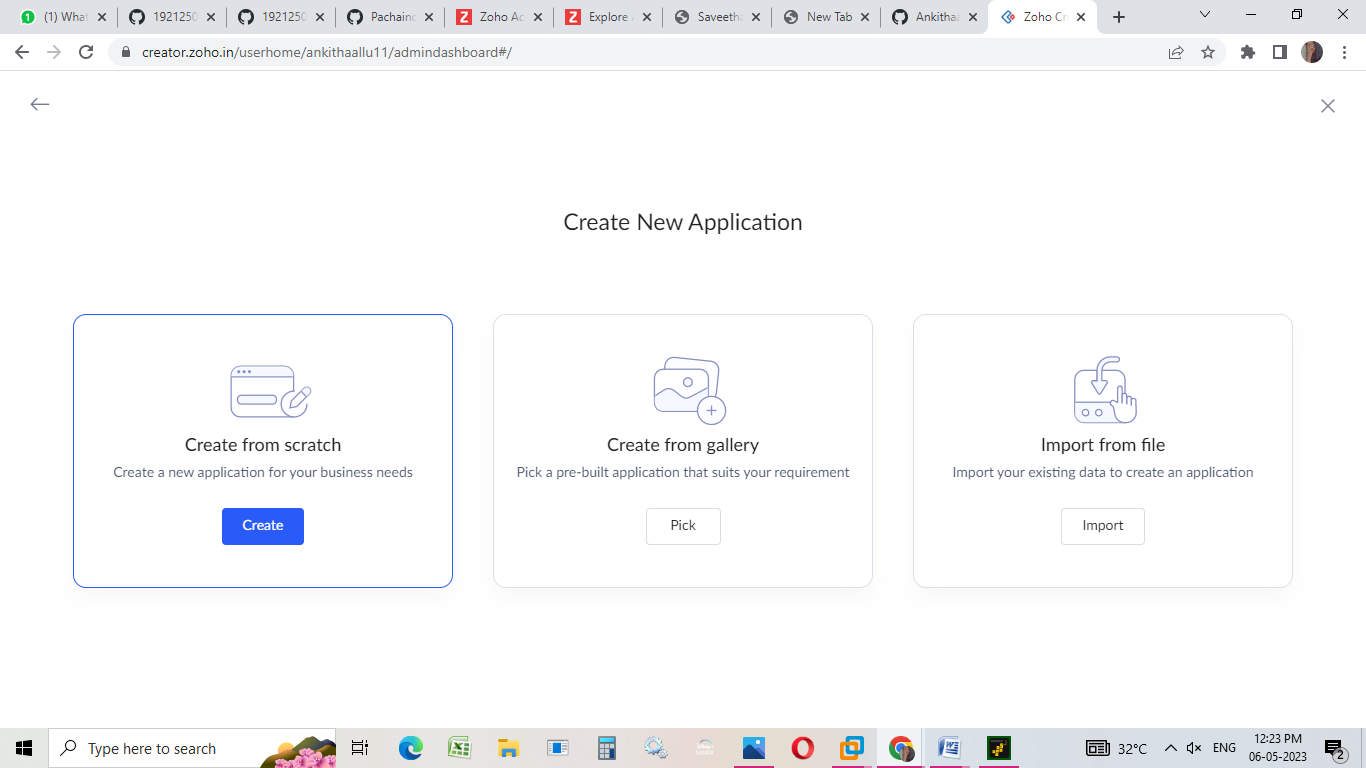 (1) What
1921250
1921250
Pachain
Zoho Ac
Explore
Saveeth
New Tab
Ankitha
Zoho Cr
creator.zoho.in/userhome/ankithaallu11/admindashboard#/
Create New Application
Create from scratch
Create a new application for your business needs
Create
Create from gallery
Pick a pre-built application that suits your requirement
Pick
Import from file
Import your existing data to create an application
Import
Type here to search
32°C
ENG
12:23 PM
06-05-2023
2